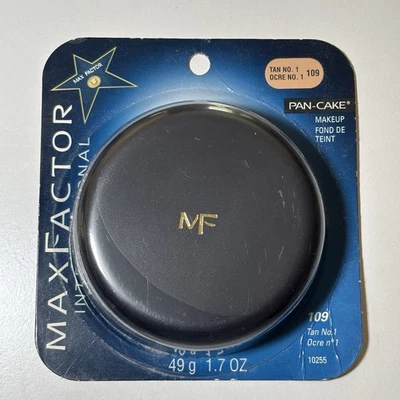 MAX FACTOR
TAN NO. 1
OCRE NO. 1 109
PAN-CAKE®
MAKEUP
FOND DE
TEINT
MAXFACTOR
MF
109
Tan No.1
Ocre n°1
10255
49 g 1.7 OZ